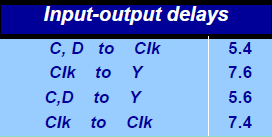 Input-output delays
C, D to Clk 5.4
Clk to Y 7.6
C,D to Y 5.6
Clk to Clk 7.4